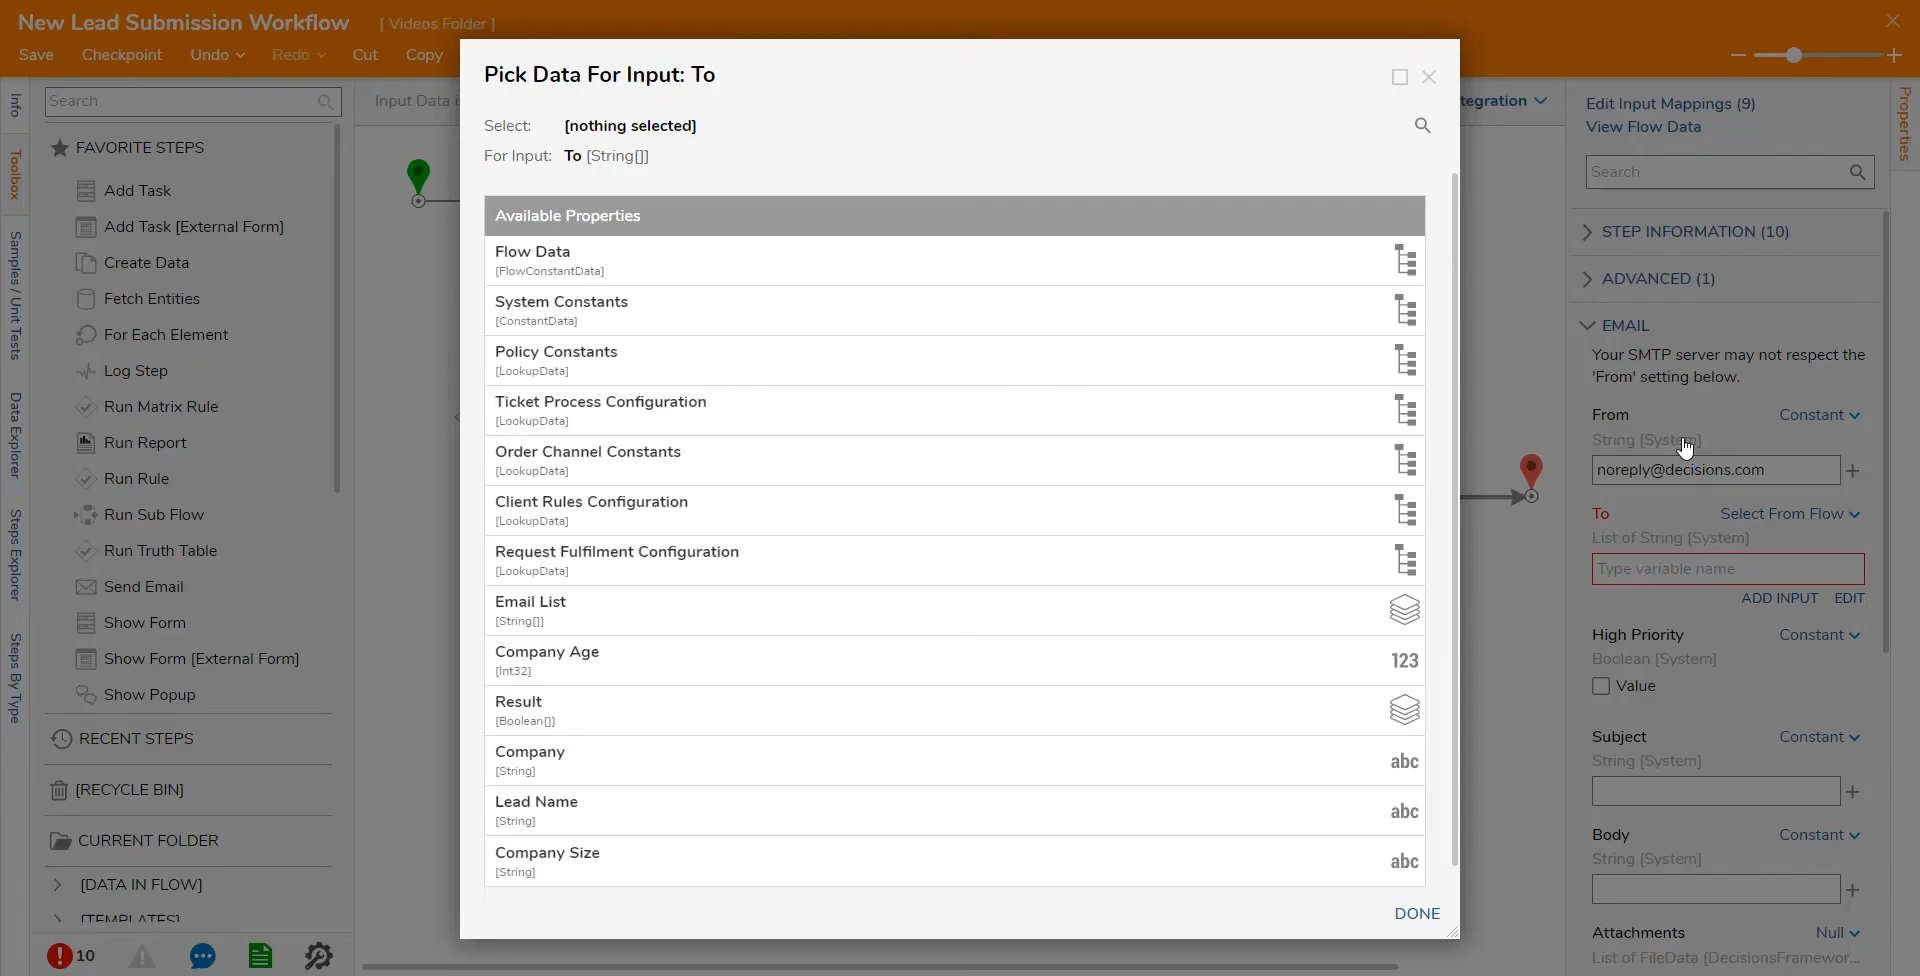 New Lead Submission Workflow [ Videos Folder ]
Save Checkpoint Undo Redo Cut Copy
Info
Toolbox
Samples / Unit Tests
Data Explorer
Steps Explorer
Steps By Type
Search
FAVORITE STEPS
Add Task
Add Task [External Form]
Create Data
Fetch Entities
For Each Element
Log Step
Run Matrix Rule
Run Report
Run Rule
Run Sub Flow
Run Truth Table
Send Email
Show Form
Show Form [External Form]
Show Popup
RECENT STEPS
[RECYCLE BIN]
CURRENT FOLDER
[DATA IN FLOW]
[TEMPLATES]
10
Input Data
Pick Data For Input: To
Select: [nothing selected]
For Input: To [String[]]
Available Properties
Flow Data
[FlowConstantData]
System Constants
[ConstantData]
Policy Constants
[LookupData]
Ticket Process Configuration
[LookupData]
Order Channel Constants
[LookupData]
Client Rules Configuration
[LookupData]
Request Fulfilment Configuration
[LookupData]
Email List
[String[]]
Company Age
[Int32]
123
Result
[Boolean[]]
Company
[String]
abc
Lead Name
[String]
abc
Company Size
[String]
abc
DONE
tegration
Properties
Edit Input Mappings (9)
View Flow Data
Search
STEP INFORMATION (10)
ADVANCED (1)
EMAIL
Your SMTP server may not respect the
'From' setting below.
From Constant
String [System]
noreply@decisions.com
To Select From Flow
List of String [System]
Type variable name
ADD INPUT EDIT
High Priority Constant
Boolean [System]
Value
Subject Constant
String [System]
Body Constant
String [System]
Attachments Null
List of FileData [DecisionsFramewor...